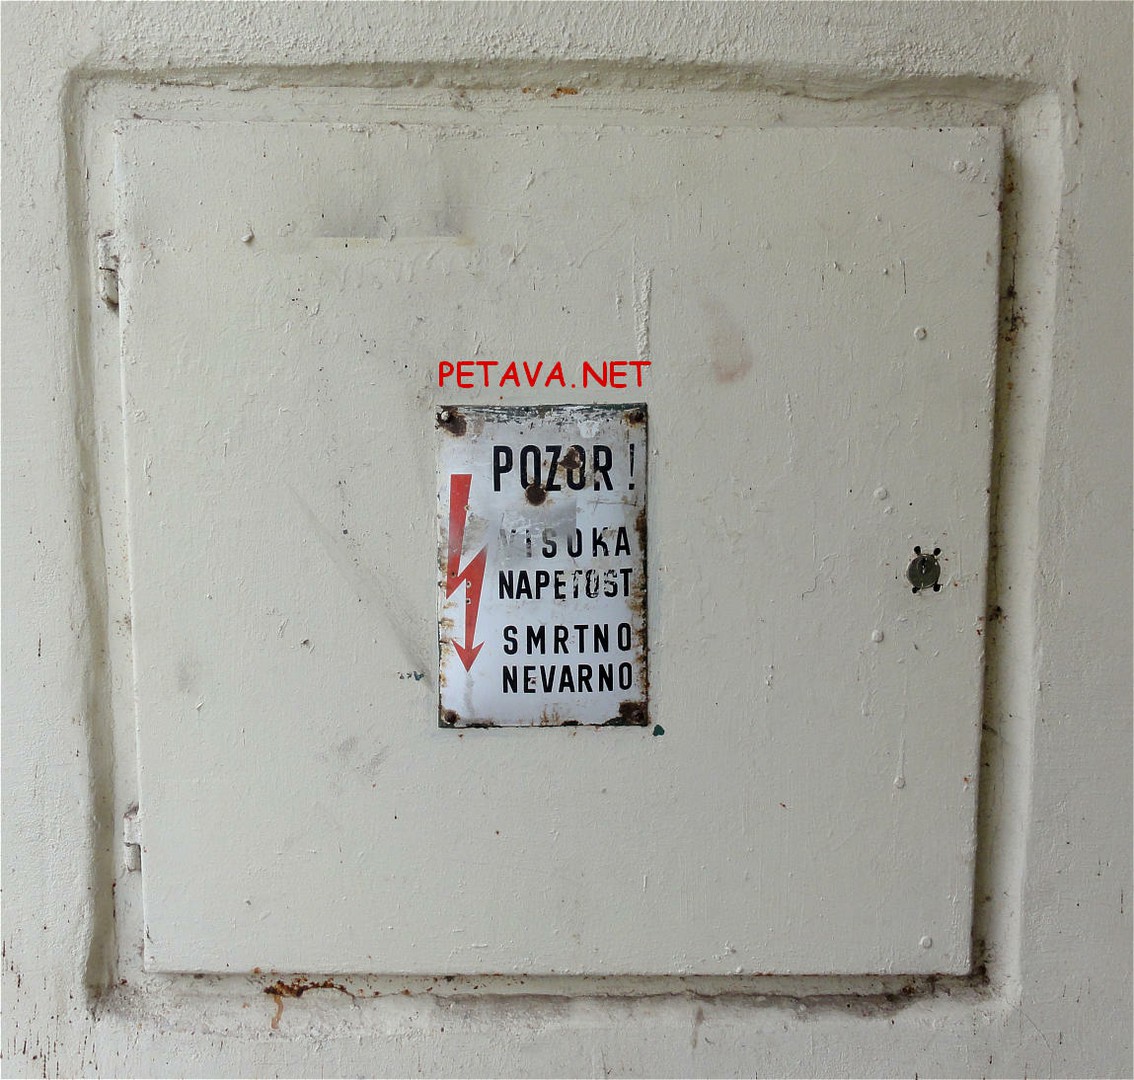 PETAVA.NET
POZOR!
VISOKA
NAPETOST
SMRTNO
NEVARNO